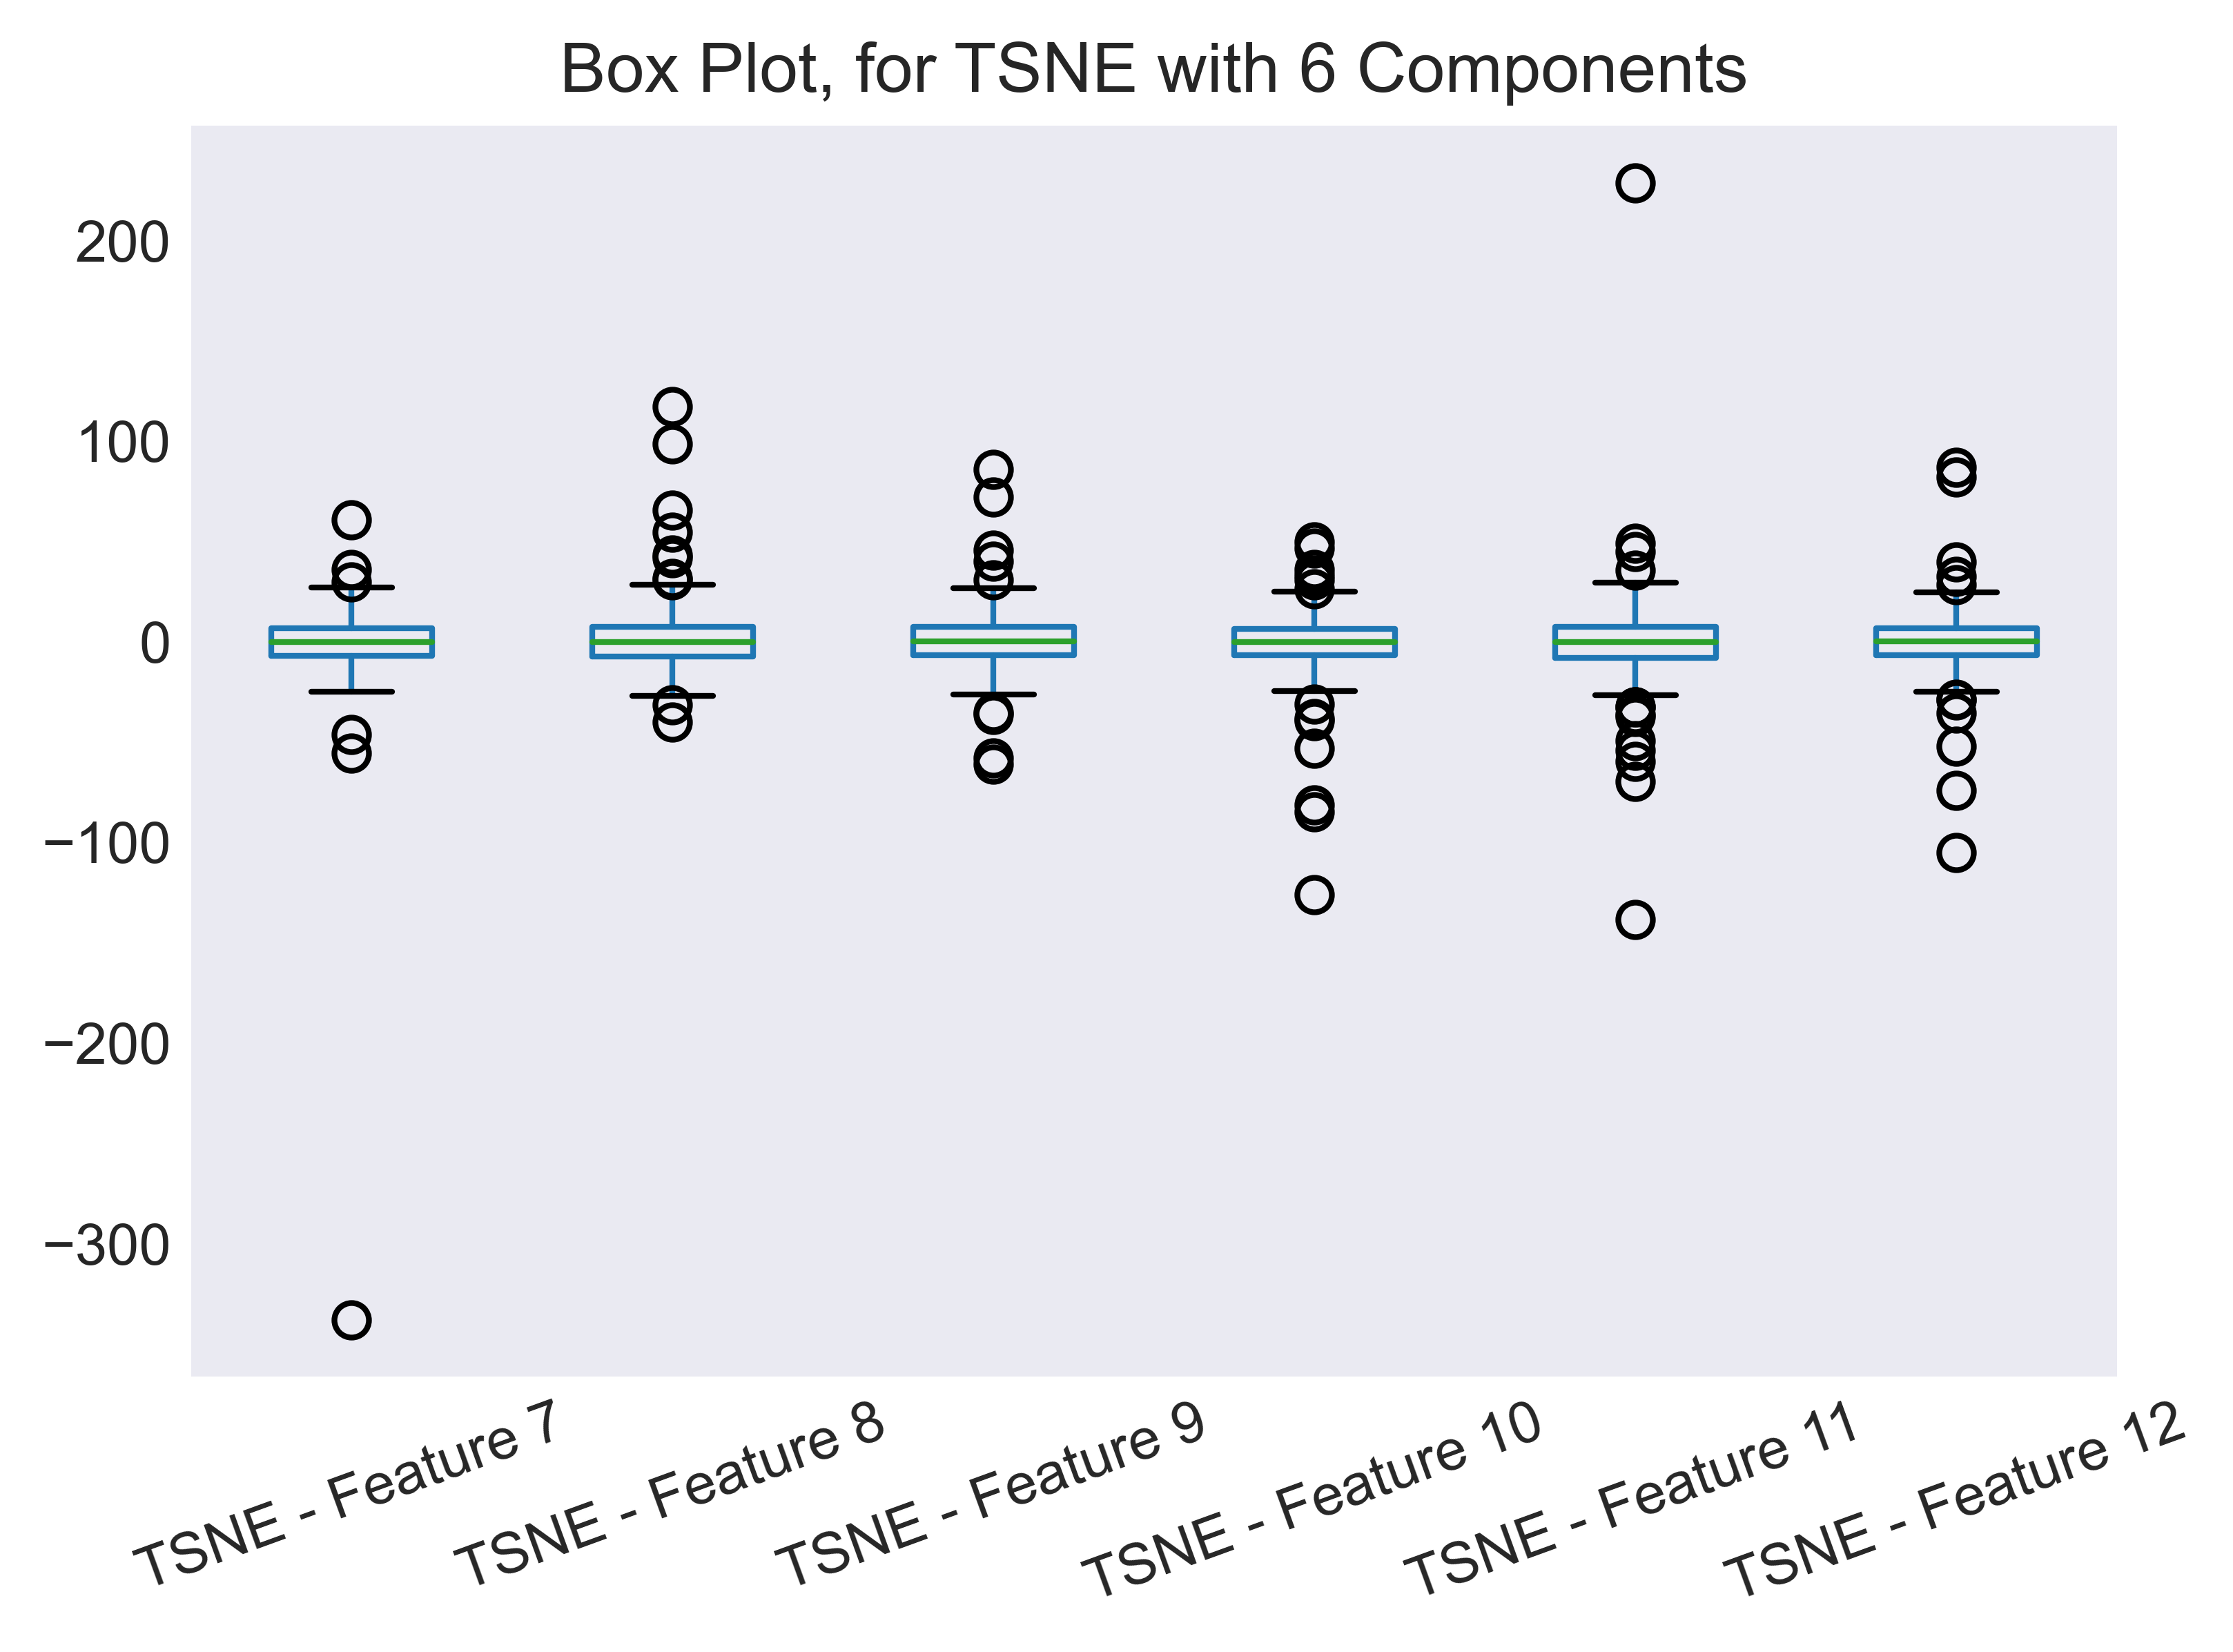 Box Plot, for TSNE with 6 Components
200
100
0
−100
−200
−300
TSNE - Feature 7
TSNE - Feature 8
TSNE - Feature 9
TSNE - Feature 10
TSNE - Feature 11
TSNE - Feature 12